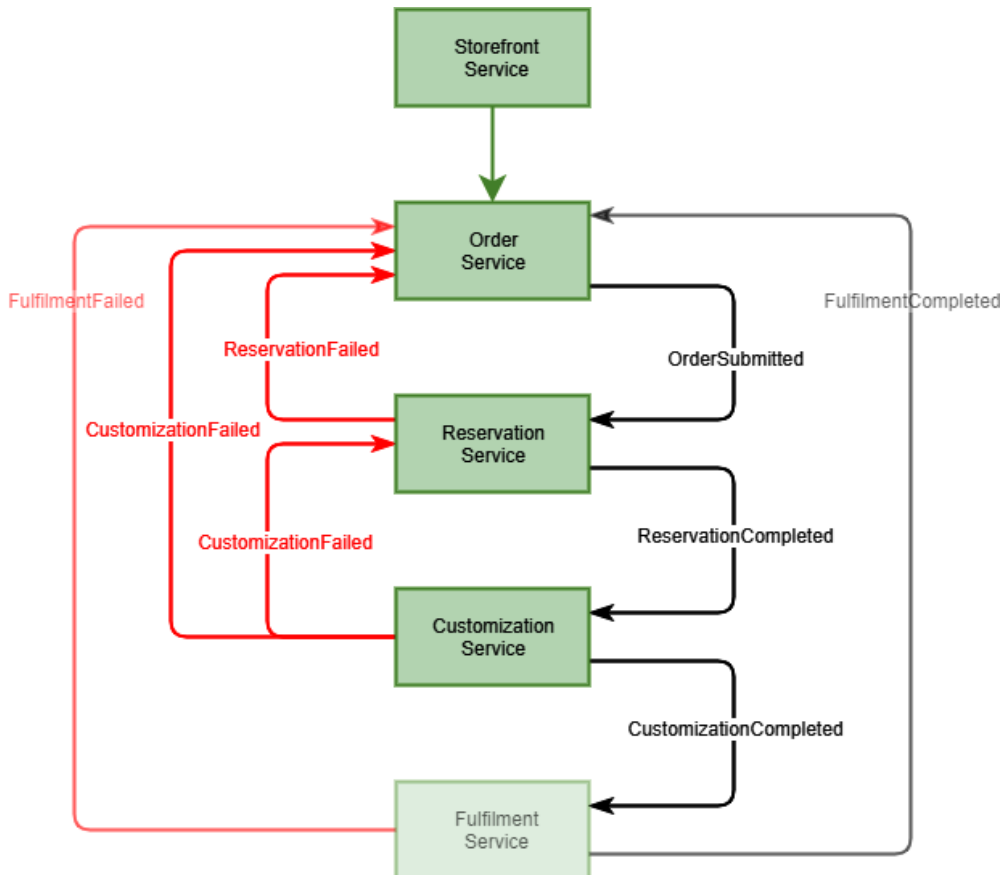 Storefront
Service
Order
Service
FulfilmentFailed
FulfilmentCompleted
ReservationFailed
OrderSubmitted
CustomizationFailed
Reservation
Service
CustomizationFailed
ReservationCompleted
Customization
Service
CustomizationCompleted
Fulfilment
Service